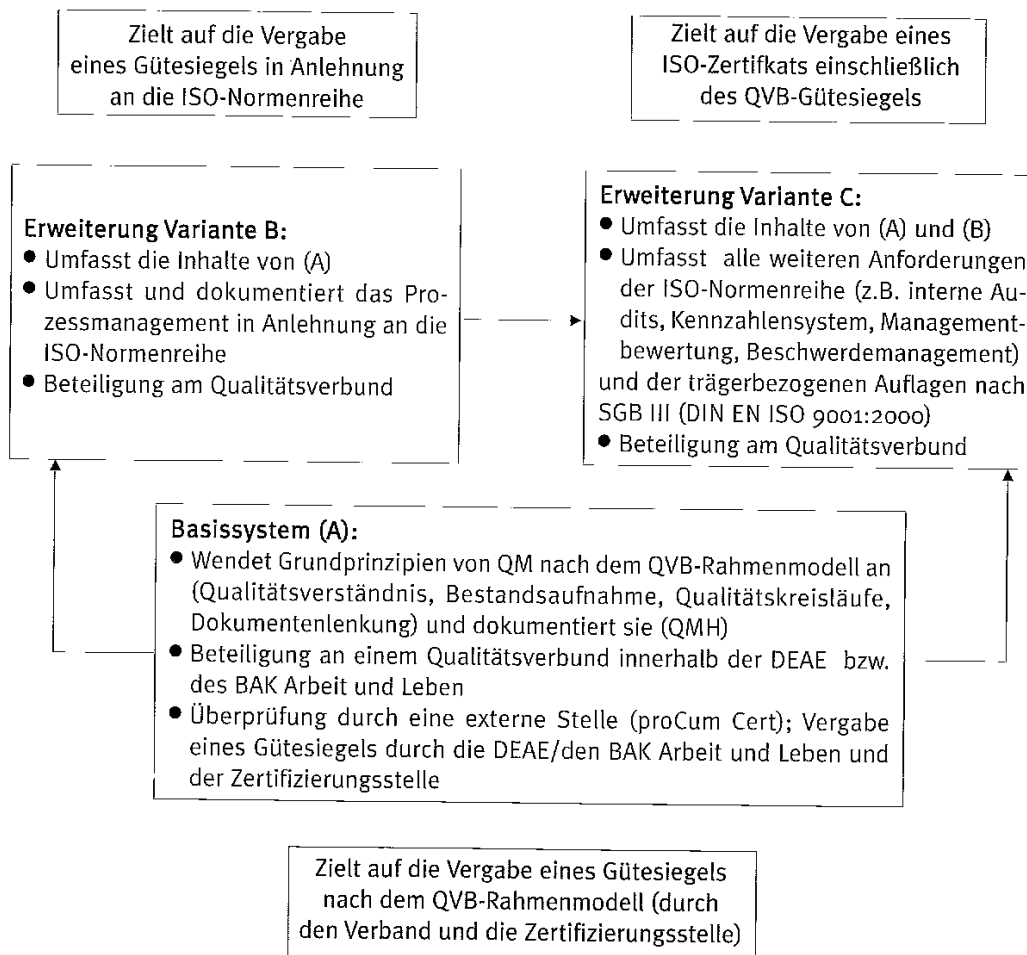 Zielt auf die Vergabe
eines Gütesiegels in Anlehnung
an die ISO-Normenreihe
Zielt auf die Vergabe eines
ISO-Zertifkats einschließlich
des QVB-Gütesiegels
Erweiterung Variante B:
● Umfasst die Inhalte von (A)
● Umfasst und dokumentiert das Pro-
zessmanagement in Anlehnung an die
ISO-Normenreihe
● Beteiligung am Qualitätsverbund
Erweiterung Variante C:
● Umfasst die Inhalte von (A) und (B)
● Umfasst alle weiteren Anforderungen
der ISO-Normenreihe (z.B. interne Au-
dits, Kennzahlensystem, Management-
bewertung, Beschwerdemanagement)
und der trägerbezogenen Auflagen nach
SGB III (DIN EN ISO 9001:2000)
● Beteiligung am Qualitätsverbund
Basissystem (A):
● Wendet Grundprinzipien von QM nach dem QVB-Rahmenmodell an
(Qualitätsverständnis, Bestandsaufnahme, Qualitätskreisläufe,
Dokumentenlenkung) und dokumentiert sie (QMH)
● Beteiligung an einem Qualitätsverbund innerhalb der DEAE bzw.
des BAK Arbeit und Leben
● Überprüfung durch eine externe Stelle (proCum Cert); Vergabe
eines Gütesiegels durch die DEAE/den BAK Arbeit und Leben und
der Zertifizierungsstelle
Zielt auf die Vergabe eines Gütesiegels
nach dem QVB-Rahmenmodell (durch
den Verband und die Zertifizierungsstelle)